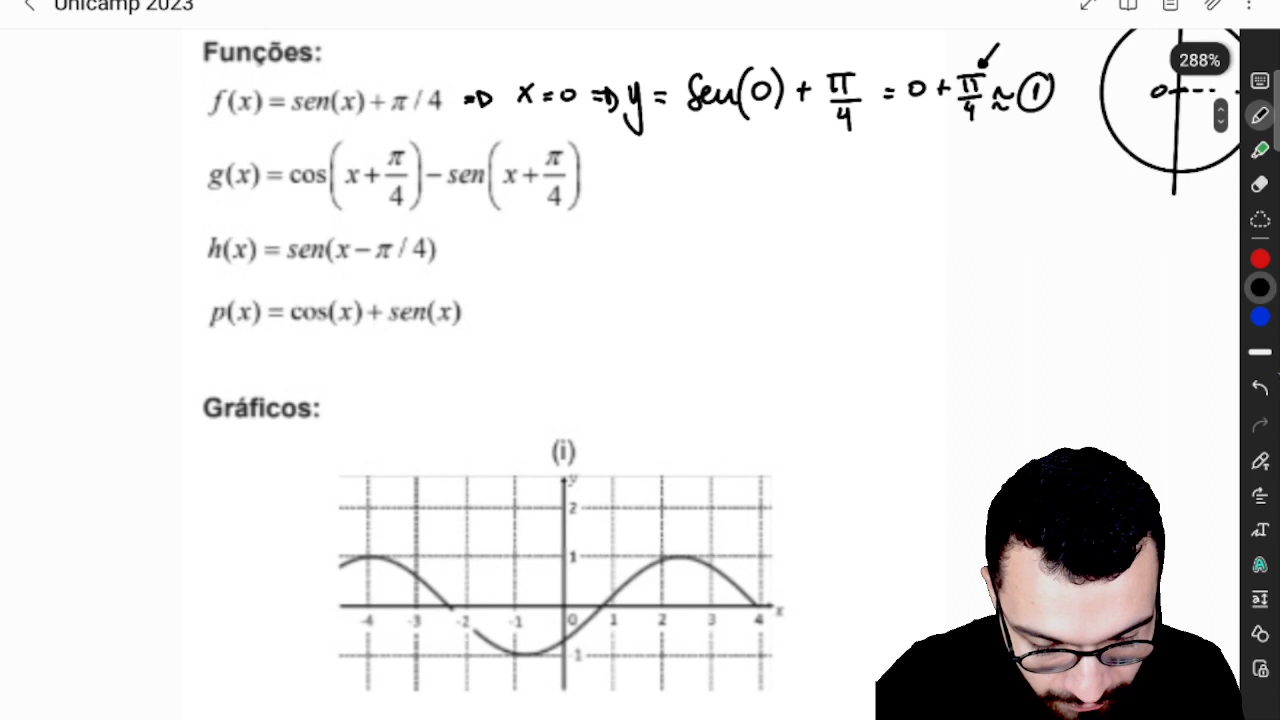 Unicamp 2023
Funções:
288%
f(x) = sen(x) + π / 4 ⇒ x = 0 ⇒ y = Sen(0) + π/4 = 0 + π/4 ≈ 1
0
g(x) = cos(x + π/4) − sen(x + π/4)
h(x) = sen(x − π / 4)
p(x) = cos(x) + sen(x)
Gráficos:
(i)
y
2
1
-4 -3 -2 -1 0 1 2 3 4 x
-1